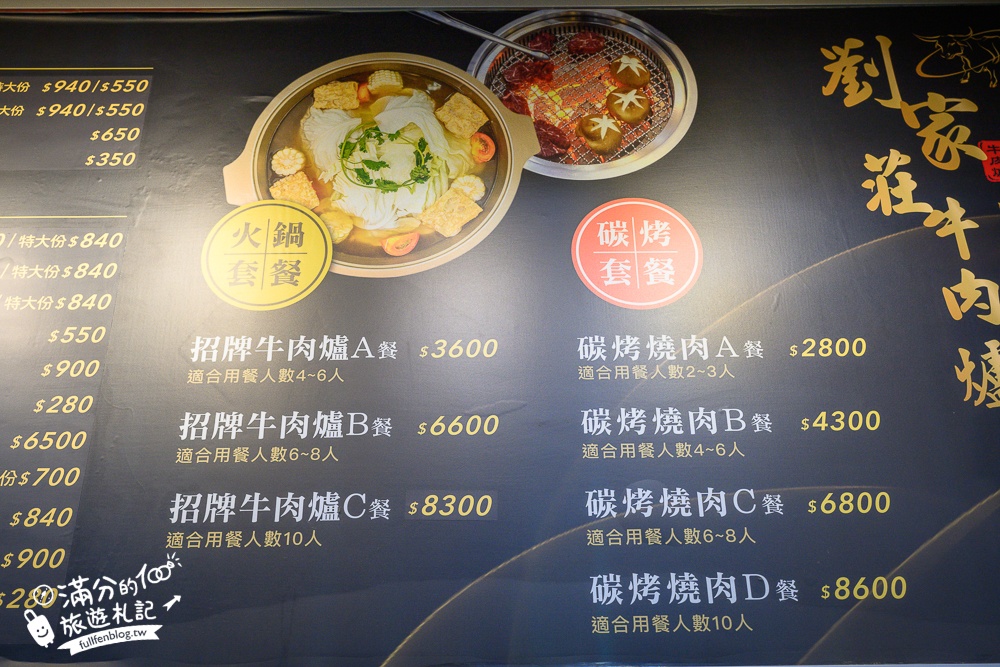 特大份 $940/$550
大份 $940/$550
$650
$350
/特大份$840
/特大份$840
特大份$840
$550
$900
$280
$6500
份$700
$840
$900
$280
火鍋
套餐
招牌牛肉爐A餐 $3600
適合用餐人數4~6人
招牌牛肉爐B餐 $6600
適合用餐人數6~8人
招牌牛肉爐C餐 $8300
適合用餐人數10人
碳烤
套餐
碳烤燒肉A餐 $2800
適合用餐人數2~3人
碳烤燒肉B餐 $4300
適合用餐人數4~6人
碳烤燒肉C餐 $6800
適合用餐人數6~8人
碳烤燒肉D餐 $8600
適合用餐人數10人
劉家莊牛肉爐
滿分的100
旅遊札記
fullfenblog.tw